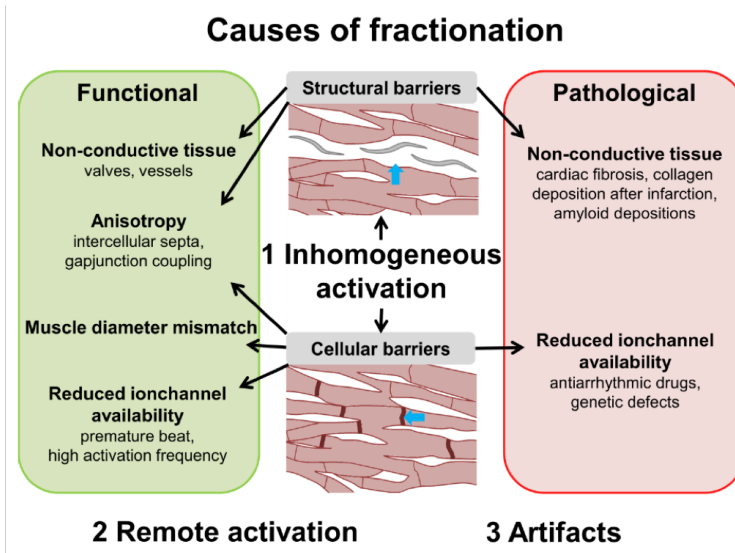 Causes of fractionation
Functional
Non-conductive tissue
valves, vessels
Anisotropy
intercellular septa,
gapjunction coupling
Muscle diameter mismatch
Reduced ionchannel
availability
premature beat,
high activation frequency
Structural barriers
1 Inhomogeneous
activation
Cellular barriers
Pathological
Non-conductive tissue
cardiac fibrosis, collagen
deposition after infarction,
amyloid depositions
Reduced ionchannel
availability
antiarrhythmic drugs,
genetic defects
2 Remote activation
3 Artifacts